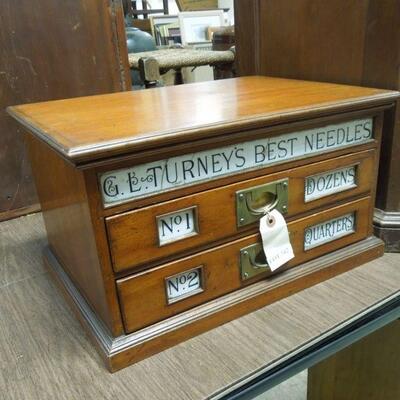 G.E. TURNEY'S BEST NEEDLES
No.1 DOZENS
No.2 QUARTERS